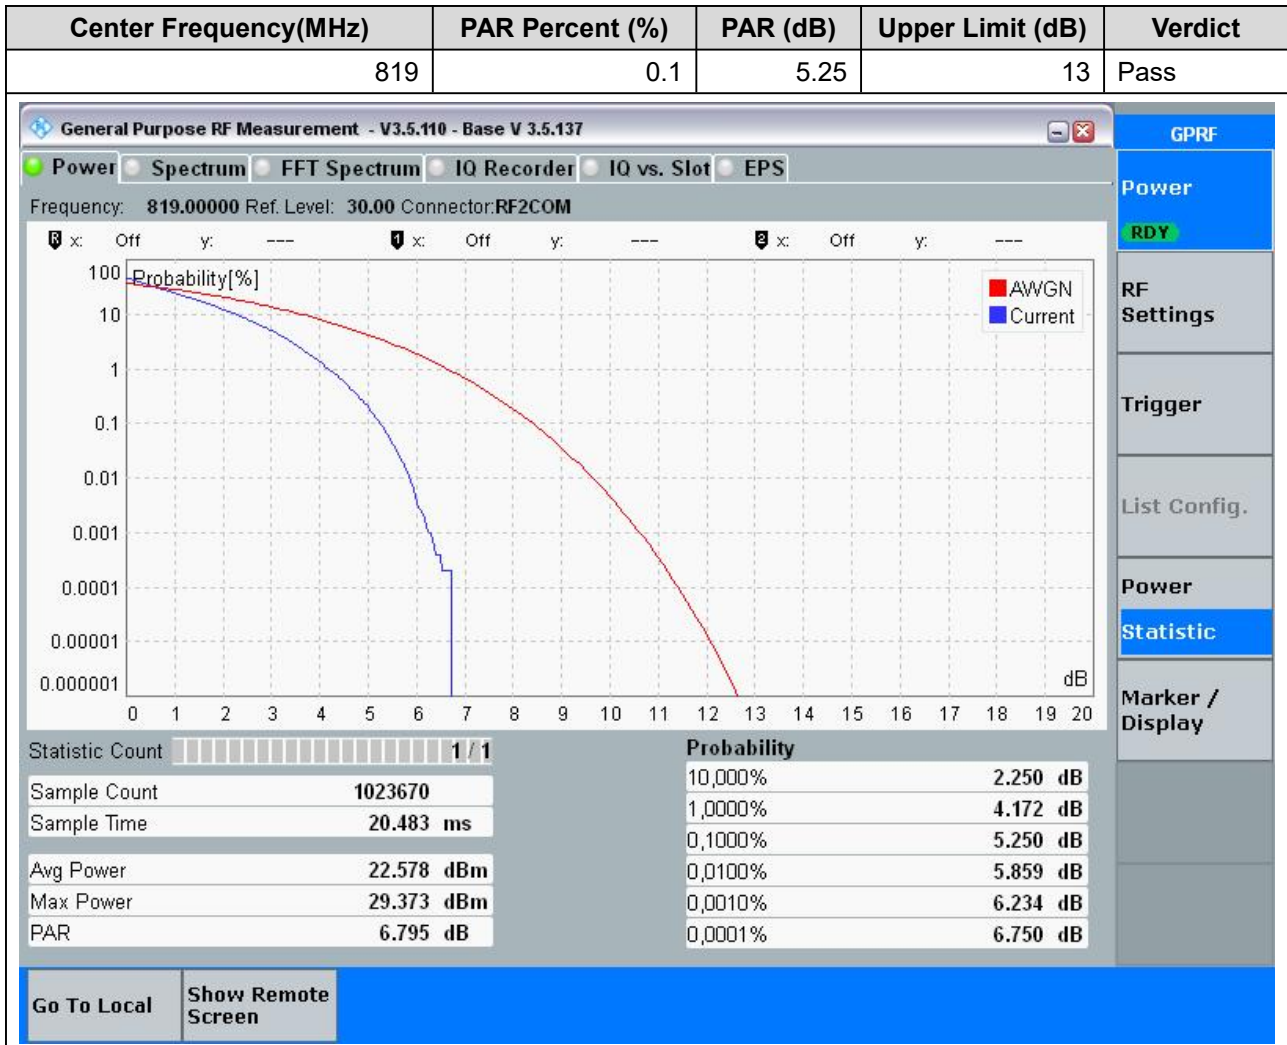 Center Frequency(MHz) PAR Percent (%) PAR (dB) Upper Limit (dB) Verdict
819 0.1 5.25 13 Pass
General Purpose RF Measurement - V3.5.110 - Base V 3.5.137
GPRF
Power Spectrum FFT Spectrum IQ Recorder IQ vs. Slot EPS
Frequency: 819.00000 Ref. Level: 30.00 Connector:RF2COM
R x: Off y: --- 1 x: Off y: --- 2 x: Off y: ---
Probability[%]
AWGN
Current
100
10
1
0.1
0.01
0.001
0.0001
0.00001
0.000001
dB
0 1 2 3 4 5 6 7 8 9 10 11 12 13 14 15 16 17 18 19 20
Statistic Count 1 / 1
Sample Count 1023670
Sample Time 20.483 ms
Avg Power 22.578 dBm
Max Power 29.373 dBm
PAR 6.795 dB
Probability
10,000% 2.250 dB
1,0000% 4.172 dB
0,1000% 5.250 dB
0,0100% 5.859 dB
0,0010% 6.234 dB
0,0001% 6.750 dB
Power
RDY
RF
Settings
Trigger
List Config.
Power
Statistic
Marker /
Display
Go To Local
Show Remote
Screen